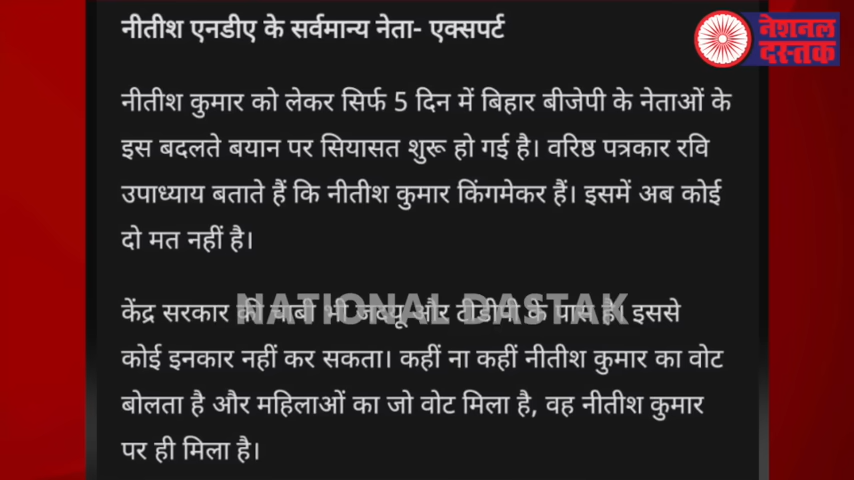 नीतीश एनडीए के सर्वमान्य नेता- एक्सपर्ट
नेशनल
दस्तक
नीतीश कुमार को लेकर सिर्फ 5 दिन में बिहार बीजेपी के नेताओं के
इस बदलते बयान पर सियासत शुरू हो गई है। वरिष्ठ पत्रकार रवि
उपाध्याय बताते हैं कि नीतीश कुमार किंगमेकर हैं। इसमें अब कोई
दो मत नहीं है।
केंद्र सरकार की चाबी भी जदयू और टीडीपी के पास है। इससे
NATIONAL DASTAK
कोई इनकार नहीं कर सकता। कहीं ना कहीं नीतीश कुमार का वोट
बोलता है और महिलाओं का जो वोट मिला है, वह नीतीश कुमार
पर ही मिला है।